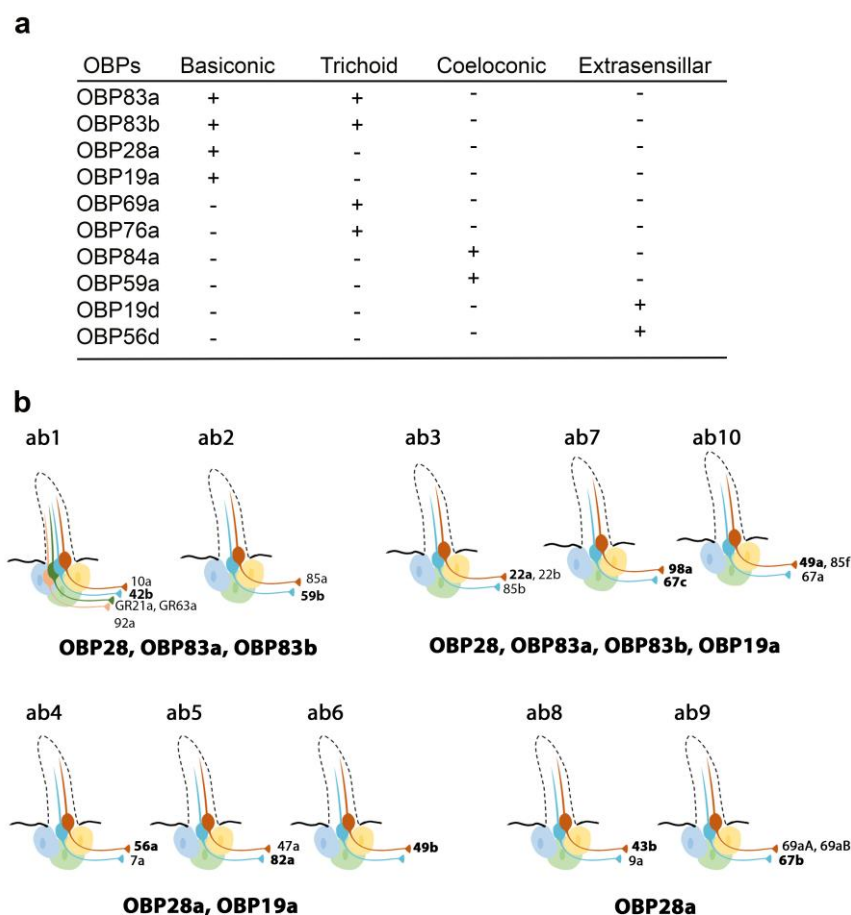 a
OBPs Basiconic Trichoid Coeloconic Extrasensillar
OBP83a + + - -
OBP83b + + - -
OBP28a + - - -
OBP19a + - - -
OBP69a - + - -
OBP76a - + - -
OBP84a - - + -
OBP59a - - + -
OBP19d - - - +
OBP56d - - - +
b
ab1 ab2 ab3 ab7 ab10
10a
42b
GR21a, GR63a
92a
85a
59b
22a, 22b
85b
98a
67c
49a, 85f
67a
OBP28, OBP83a, OBP83b
OBP28, OBP83a, OBP83b, OBP19a
ab4 ab5 ab6 ab8 ab9
56a
7a
47a
82a
49b
43b
9a
69aA, 69aB
67b
OBP28a, OBP19a
OBP28a